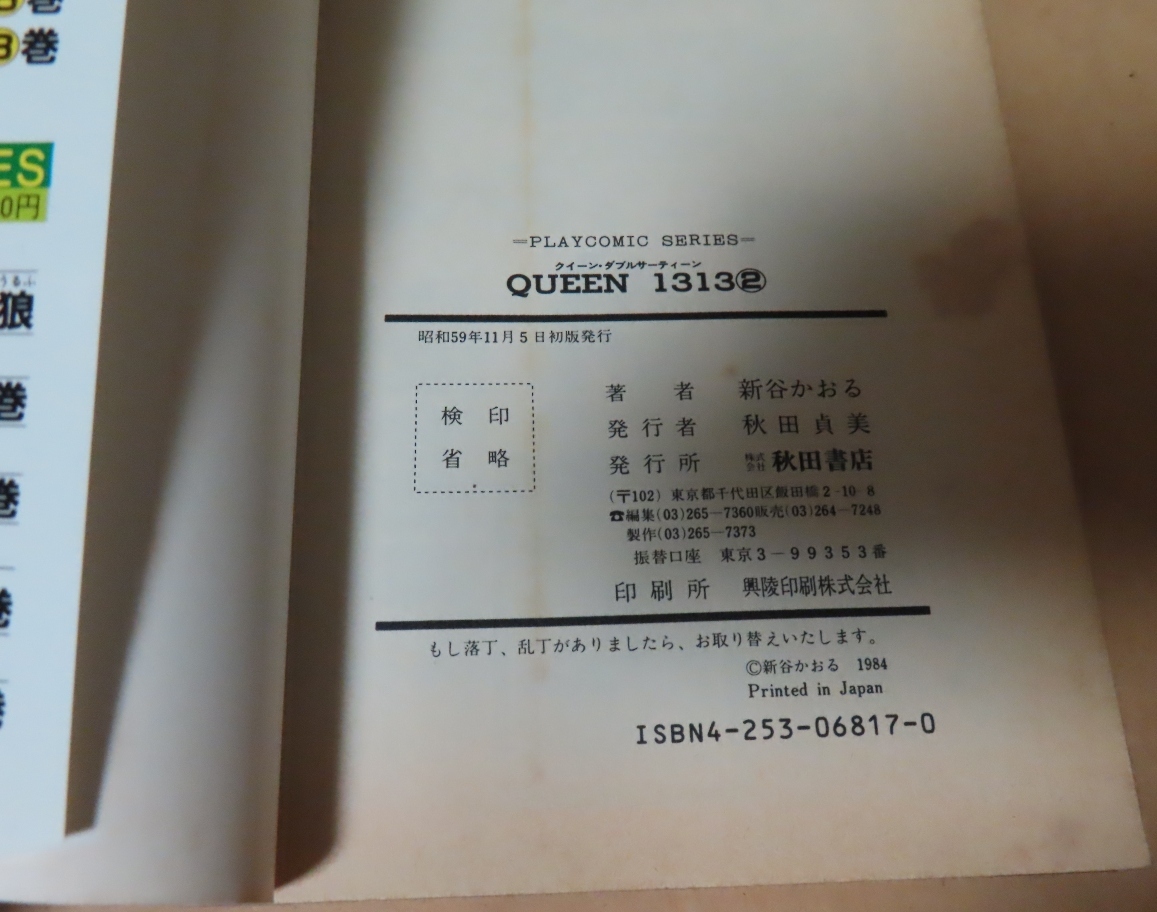 巻
巻
ES
0円
うるふ
狼
巻
巻
巻
=PLAYCOMIC SERIES=
クイーン・ダブルサーティーン
QUEEN 1313②
昭和59年11月5日初版発行
検印
省略
著者 新谷かおる
発行者 秋田貞美
発行所 株式会社 秋田書店
(〒102) 東京都千代田区飯田橋2-10-8
☎編集(03)265-7360販売(03)264-7248
製作(03)265-7373
振替口座 東京3-99353番
印刷所 興陵印刷株式会社
もし落丁、乱丁がありましたら、お取り替えいたします。
©新谷かおる 1984
Printed in Japan
ISBN4-253-06817-0